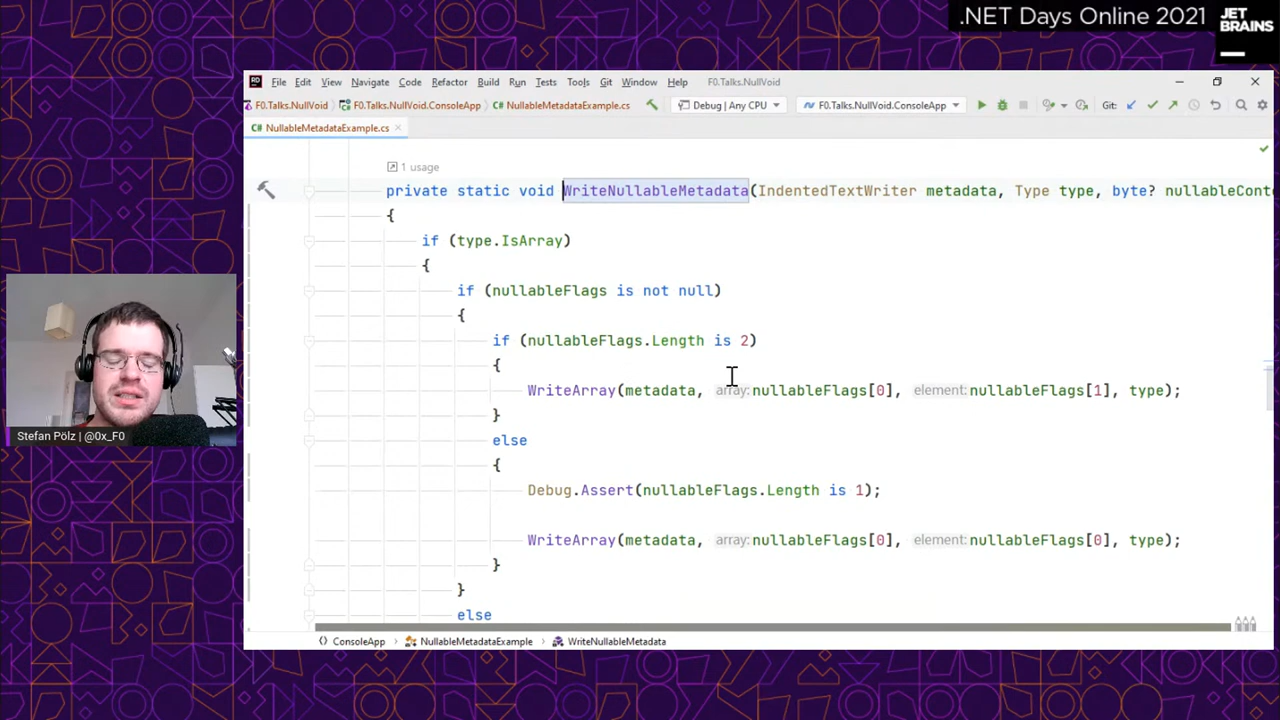 .NET Days Online 2021
JET
BRAINS
RD File Edit View Navigate Code Refactor Build Run Tests Tools Git Window Help F0.Talks.NullVoid
F0.Talks.NullVoid F0.Talks.NullVoid.ConsoleApp NullableMetadataExample.cs Debug | Any CPU F0.Talks.NullVoid.ConsoleApp Git:
C# NullableMetadataExample.cs
1 usage
private static void WriteNullableMetadata(IndentedTextWriter metadata, Type type, byte? nullableConte
{
if (type.IsArray)
{
if (nullableFlags is not null)
{
if (nullableFlags.Length is 2)
{
WriteArray(metadata, array: nullableFlags[0], element: nullableFlags[1], type);
}
else
{
Debug.Assert(nullableFlags.Length is 1);
WriteArray(metadata, array: nullableFlags[0], element: nullableFlags[0], type);
}
}
else
Stefan Pölz | @0x_F0
ConsoleApp NullableMetadataExample WriteNullableMetadata